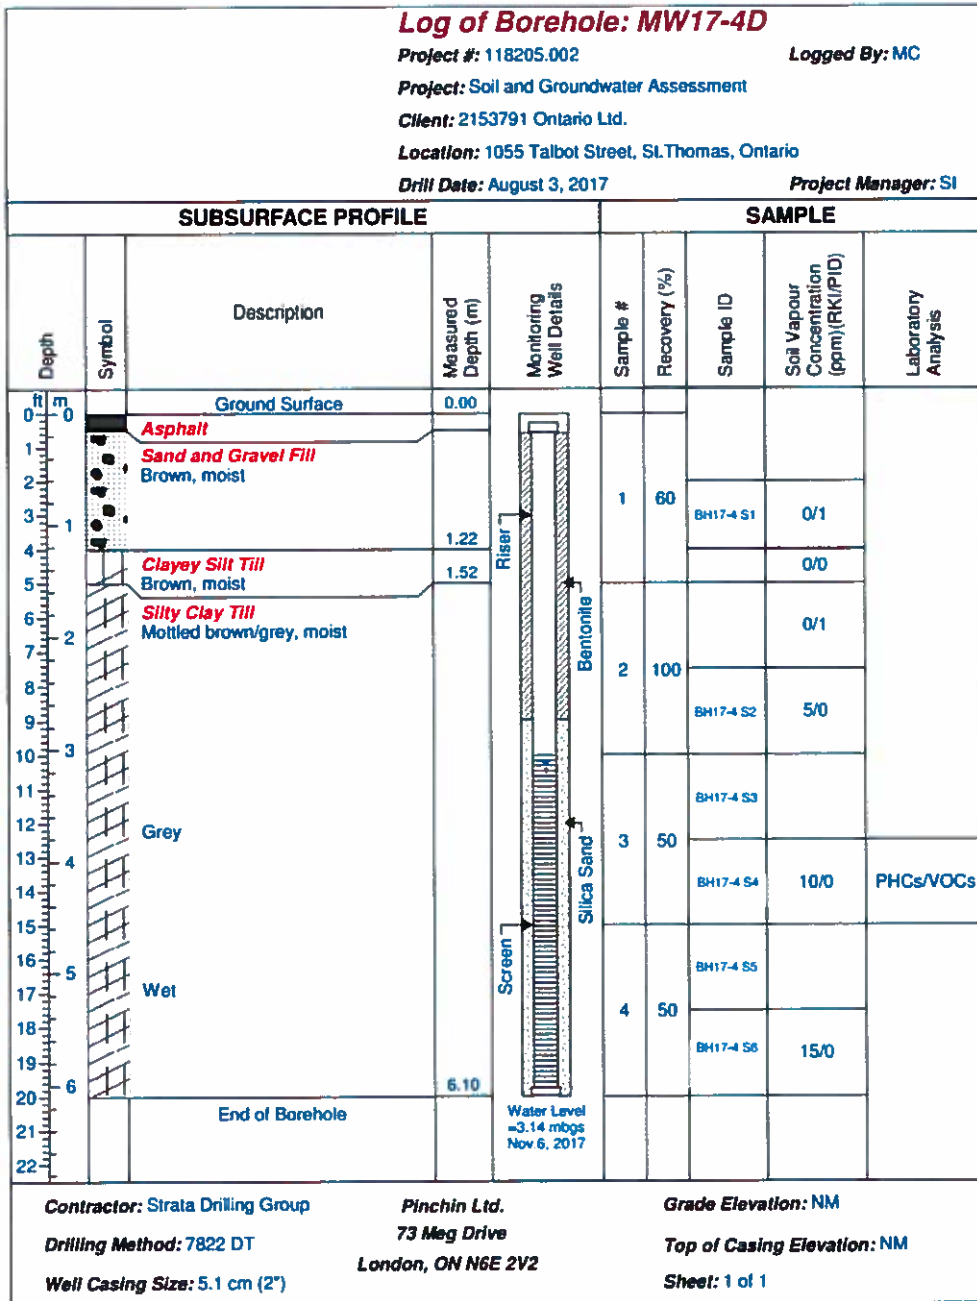 Log of Borehole: MW17-4D
Project #: 118205.002 Logged By: MC
Project: Soil and Groundwater Assessment
Client: 2153791 Ontario Ltd.
Location: 1055 Talbot Street, St.Thomas, Ontario
Drill Date: August 3, 2017 Project Manager: SI
SUBSURFACE PROFILE SAMPLE
Depth
Symbol
Description
Measured Depth (m)
Monitoring Well Details
Sample #
Recovery (%)
Sample ID
Soil Vapour Concentration (ppm)(RKI/PID)
Laboratory Analysis
ft m
Ground Surface 0.00
0 0
Asphalt
1
Sand and Gravel Fill
Brown, moist
2
1 60
3 1
BH17-4 S1 0/1
Riser
1.22
4
Clayey Silt Till
0/0
1.52
5
Brown, moist
Silty Clay Till
Mottled brown/grey, moist
6
0/1
2
7
Bentonite
2 100
8
9
BH17-4 S2 5/0
10 3
11
BH17-4 S3
12
Grey
Silica Sand
3 50
13 4
14
BH17-4 S4 10/0 PHCs/VOCs
15
Screen
16
BH17-4 S5
5
17
Wet
4 50
18
19
BH17-4 S6 15/0
6
6.10
20
End of Borehole
Water Level
=3.14 mbgs
Nov 6, 2017
21
22
Contractor: Strata Drilling Group
Drilling Method: 7822 DT
Well Casing Size: 5.1 cm (2")
Pinchin Ltd.
73 Meg Drive
London, ON N6E 2V2
Grade Elevation: NM
Top of Casing Elevation: NM
Sheet: 1 of 1